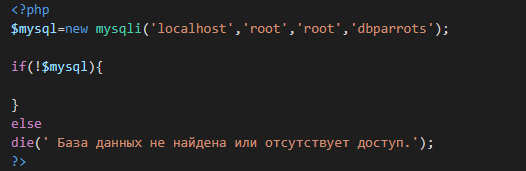 <?php
$mysql=new mysqli('localhost','root','root','dbparrots');
if(!$mysql){
}
else
die(' База данных не найдена или отсутствует доступ.');
?>